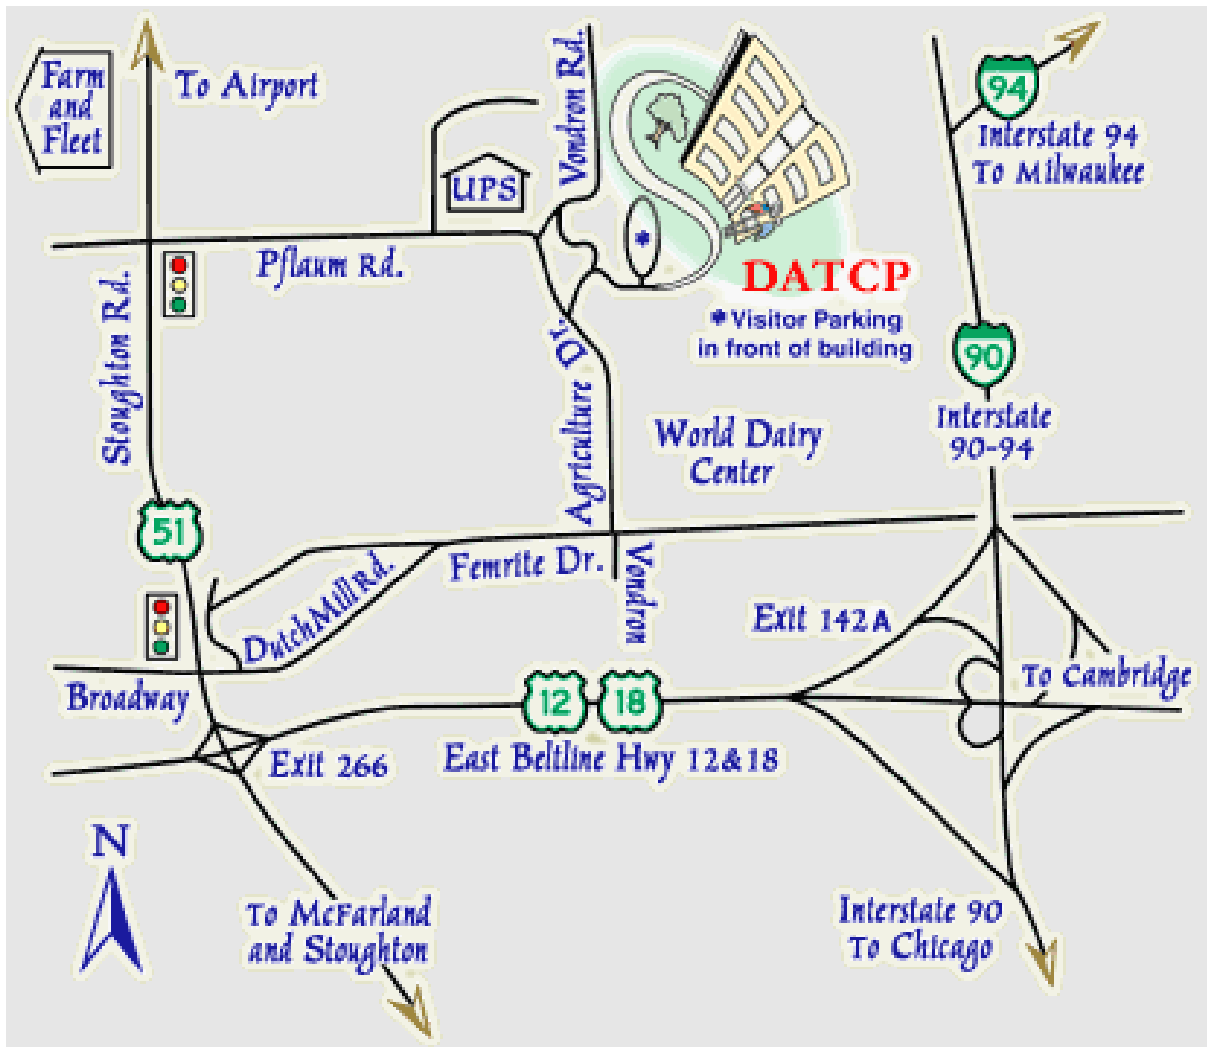 Farm
and
Fleet
To Airport
Vondron Rd.
94
Interstate 94
To Milwaukee
UPS
*
Pflaum Rd.
DATCP
* Visitor Parking
in front of building
Stoughton Rd.
Agriculture Dr.
90
Interstate
90-94
World Dairy
Center
51
Femrite Dr.
Dutch Mill Rd.
Vondron
Exit 142A
To Cambridge
Broadway
12
18
Exit 266
East Beltline Hwy 12&18
N
To McFarland
and Stoughton
Interstate 90
To Chicago